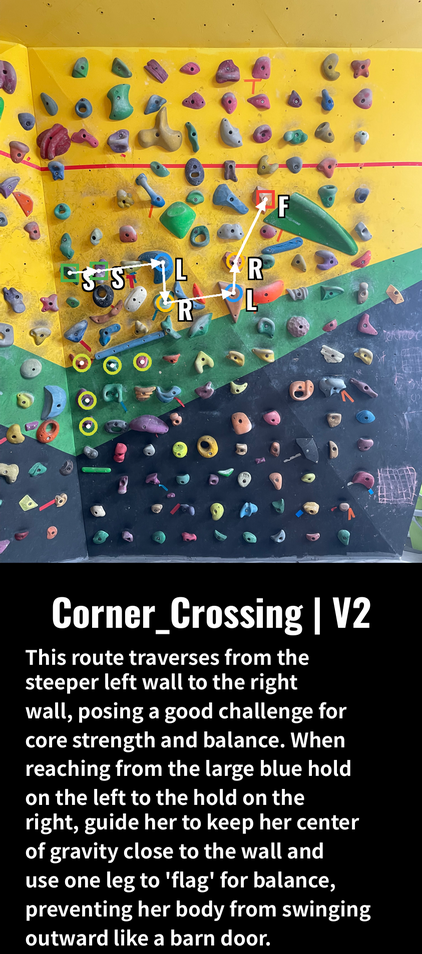 F
S S L R
R L
Corner_Crossing | V2
This route traverses from the
steeper left wall to the right
wall, posing a good challenge for
core strength and balance. When
reaching from the large blue hold
on the left to the hold on the
right, guide her to keep her center
of gravity close to the wall and
use one leg to 'flag' for balance,
preventing her body from swinging
outward like a barn door.